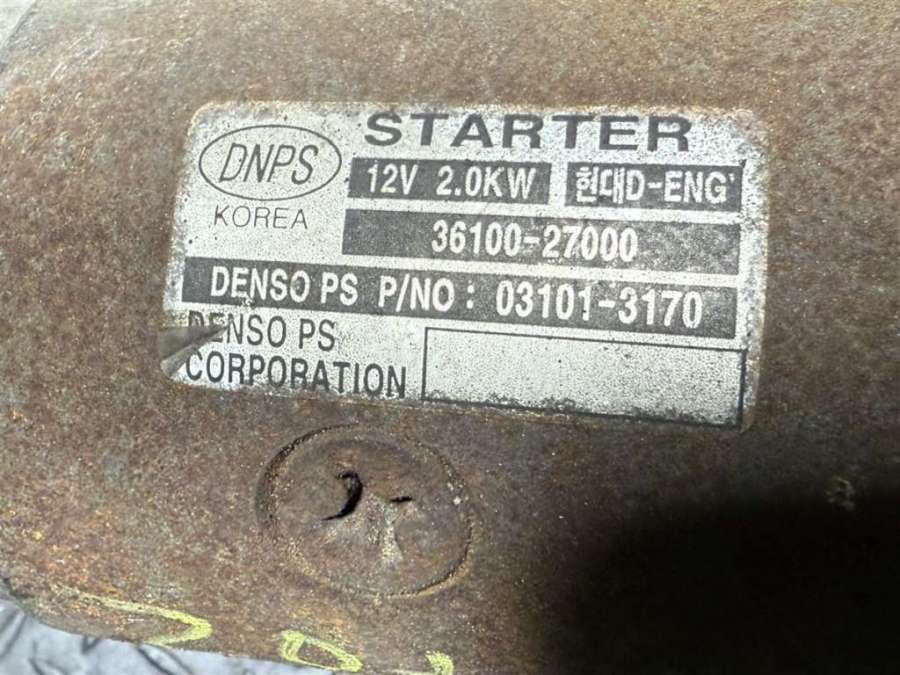 STARTER
DNPS
KOREA
12V 2.0KW 현대D-ENG'
36100-27000
DENSO PS P/NO : 03101-3170
DENSO PS
CORPORATION